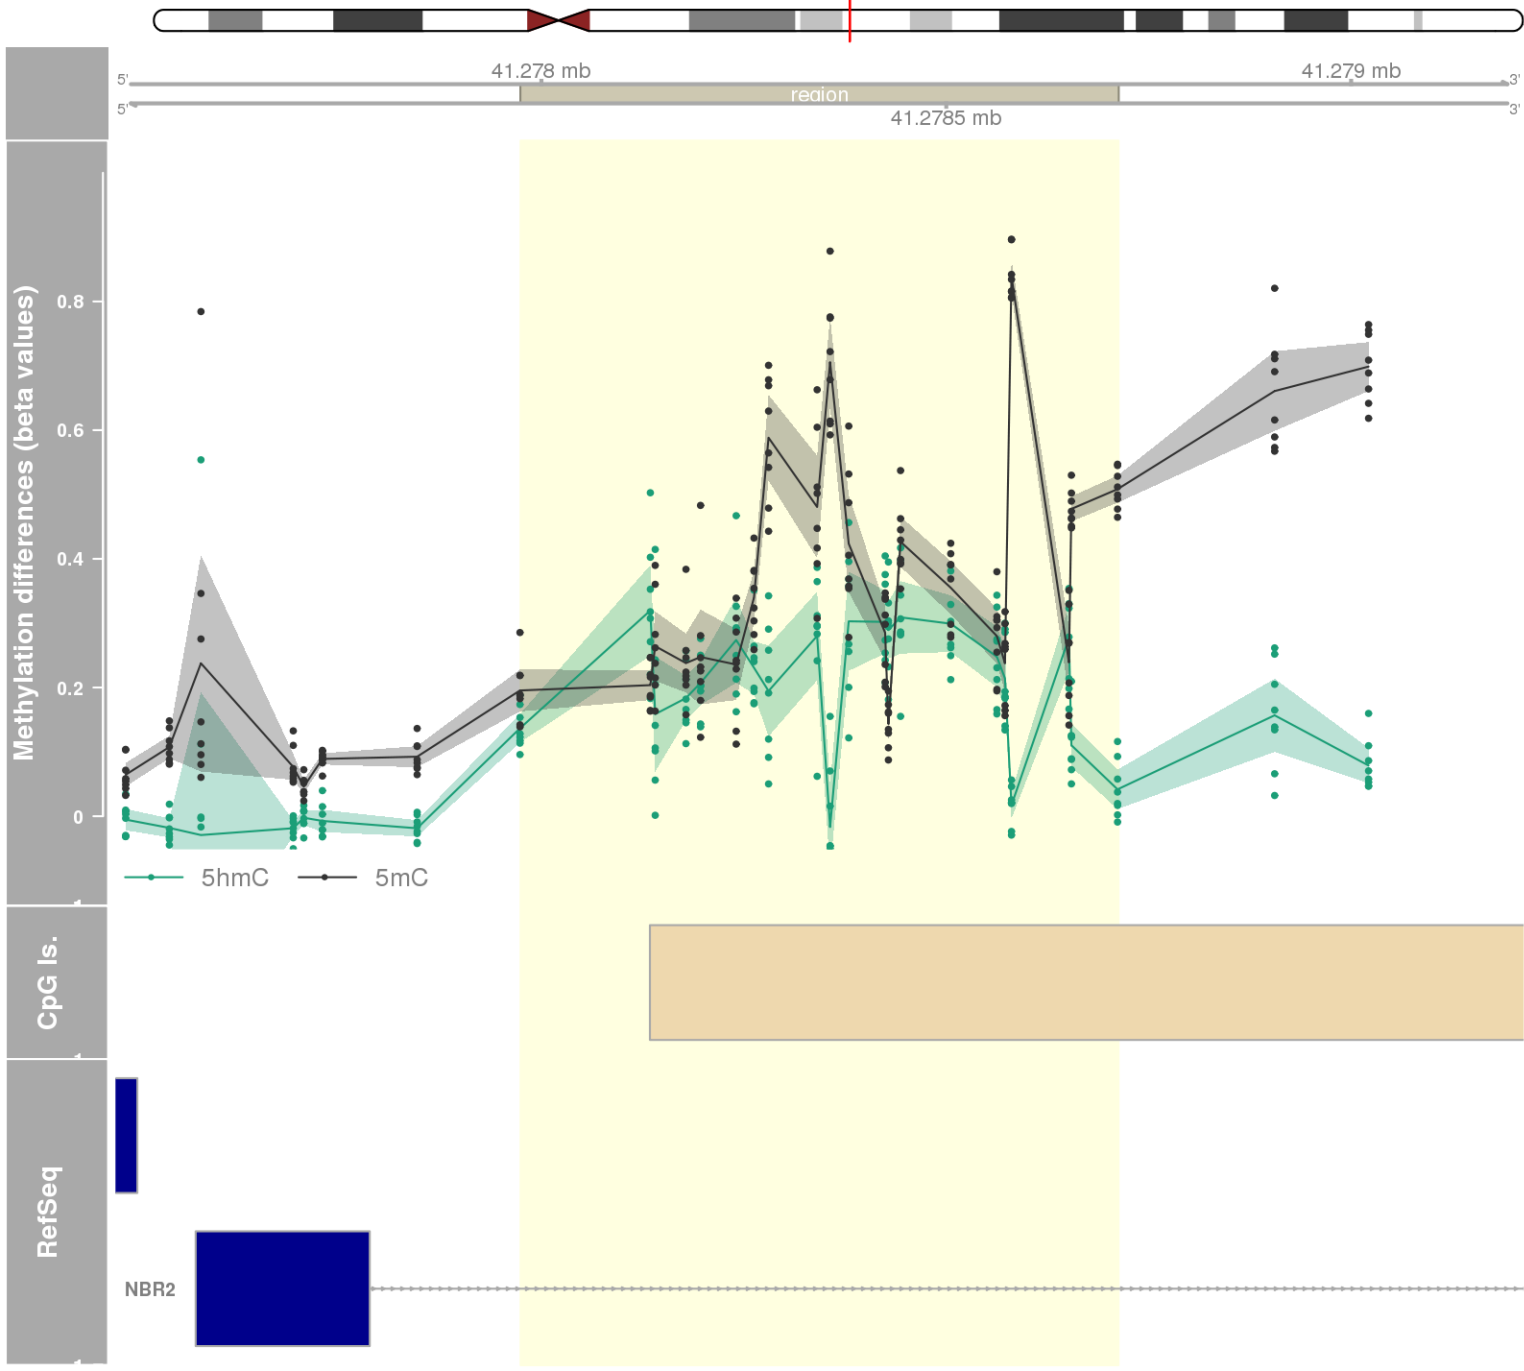 41.278 mb
41.279 mb
5'
3'
region
5'
3'
41.2785 mb
Methylation differences (beta values)
0.8
0.6
0.4
0.2
0
5hmC
5mC
CpG Is.
RefSeq
NBR2